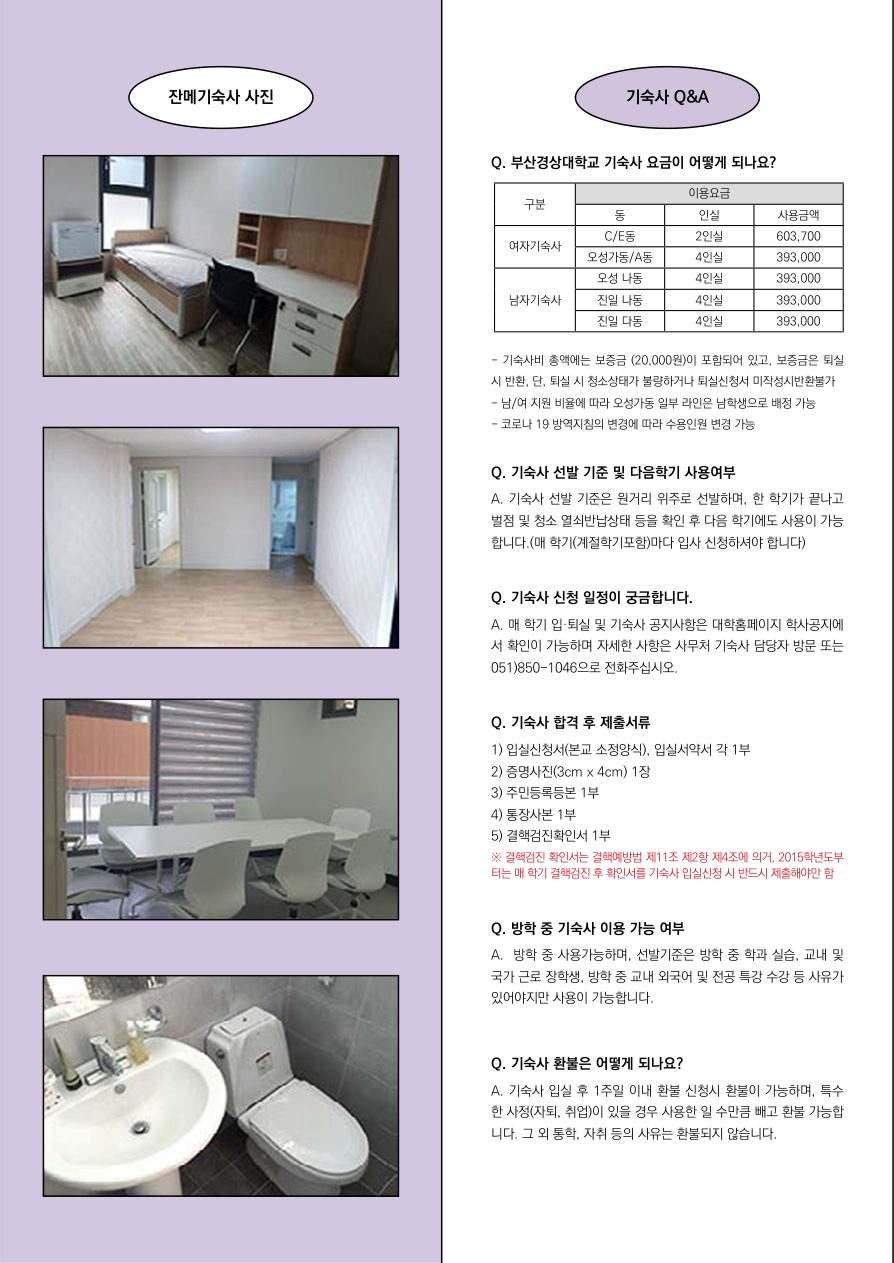 잔메기숙사 사진
기숙사 Q&A
Q. 부산경상대학교 기숙사 요금이 어떻게 되나요?
구분 이용요금
동 인실 사용금액
여자기숙사 C/E동 2인실 603,700
오성가동/A동 4인실 393,000
남자기숙사 오성 나동 4인실 393,000
진일 나동 4인실 393,000
진일 다동 4인실 393,000
- 기숙사비 총액에는 보증금 (20,000원)이 포함되어 있고, 보증금은 퇴실
시 반환, 단, 퇴실 시 청소상태가 불량하거나 퇴실신청서 미작성시반환불가
- 남/여 지원 비율에 따라 오성가동 일부 라인은 남학생으로 배정 가능
- 코로나 19 방역지침의 변경에 따라 수용인원 변경 가능
Q. 기숙사 선발 기준 및 다음학기 사용여부
A. 기숙사 선발 기준은 원거리 위주로 선발하며, 한 학기가 끝나고
벌점 및 청소 열쇠반납상태 등을 확인 후 다음 학기에도 사용이 가능
합니다.(매 학기(계절학기포함)마다 입사 신청하셔야 합니다)
Q. 기숙사 신청 일정이 궁금합니다.
A. 매 학기 입·퇴실 및 기숙사 공지사항은 대학홈페이지 학사공지에
서 확인이 가능하며 자세한 사항은 사무처 기숙사 담당자 방문 또는
051)850-1046으로 전화주십시오.
Q. 기숙사 합격 후 제출서류
1) 입실신청서(본교 소정양식), 입실서약서 각 1부
2) 증명사진(3cm x 4cm) 1장
3) 주민등록등본 1부
4) 통장사본 1부
5) 결핵검진확인서 1부
※ 결핵검진 확인서는 결핵예방법 제11조 제2항 제4조에 의거, 2015학년도부
터는 매 학기 결핵검진 후 확인서를 기숙사 입실신청 시 반드시 제출해야만 함
Q. 방학 중 기숙사 이용 가능 여부
A. 방학 중 사용가능하며, 선발기준은 방학 중 학과 실습, 교내 및
국가 근로 장학생, 방학 중 교내 외국어 및 전공 특강 수강 등 사유가
있어야지만 사용이 가능합니다.
Q. 기숙사 환불은 어떻게 되나요?
A. 기숙사 입실 후 1주일 이내 환불 신청시 환불이 가능하며, 특수
한 사정(자퇴, 취업)이 있을 경우 사용한 일 수만큼 빼고 환불 가능합
니다. 그 외 통학, 자취 등의 사유는 환불되지 않습니다.